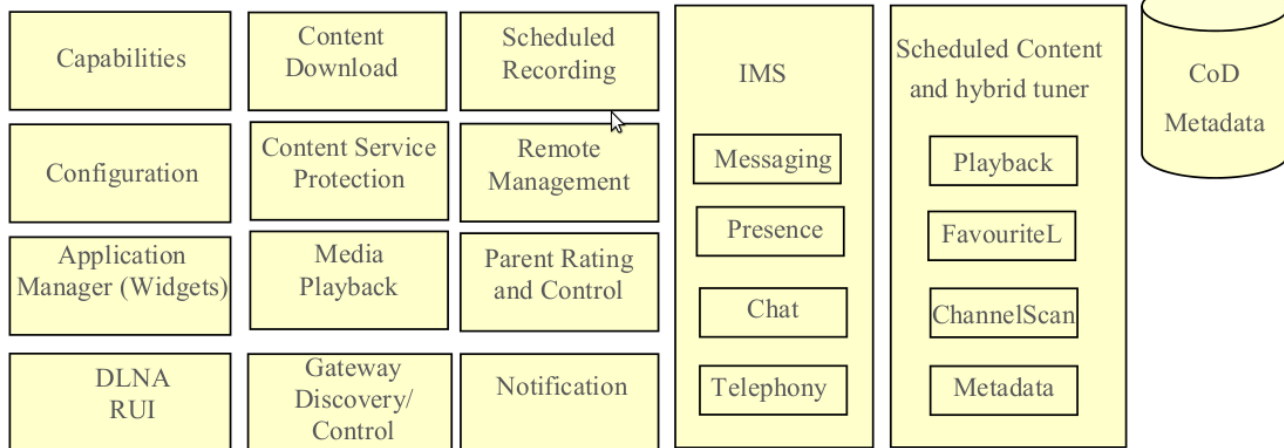 Capabilities
Content
Download
Scheduled
Recording
Configuration
Content Service
Protection
Remote
Management
Application
Manager (Widgets)
Media
Playback
Parent Rating
and Control
DLNA
RUI
Gateway
Discovery/
Control
Notification
IMS
Messaging
Presence
Chat
Telephony
Scheduled Content
and hybrid tuner
Playback
FavouriteL
ChannelScan
Metadata
CoD
Metadata